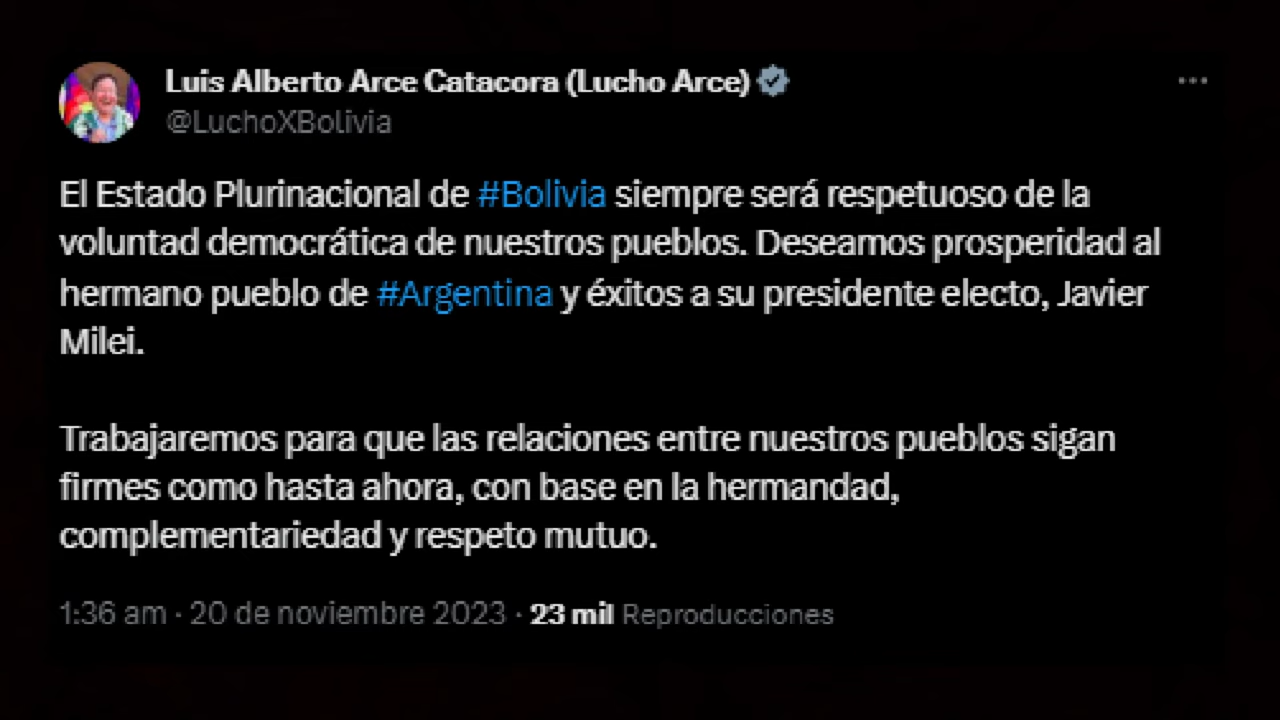 Luis Alberto Arce Catacora (Lucho Arce)
@LuchoXBolivia
El Estado Plurinacional de #Bolivia siempre será respetuoso de la
voluntad democrática de nuestros pueblos. Deseamos prosperidad al
hermano pueblo de #Argentina y éxitos a su presidente electo, Javier
Milei.
Trabajaremos para que las relaciones entre nuestros pueblos sigan
firmes como hasta ahora, con base en la hermandad,
complementariedad y respeto mutuo.
1:36 am · 20 de noviembre 2023 · 23 mil Reproducciones